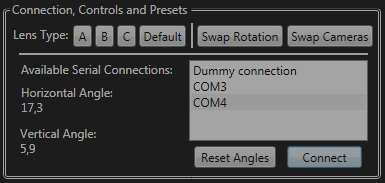 Connection, Controls and Presets
Lens Type: A B C Default Swap Rotation Swap Cameras
Available Serial Connections:
Dummy connection
COM3
COM4
Horizontal Angle:
17,3
Vertical Angle:
5,9
Reset Angles Connect